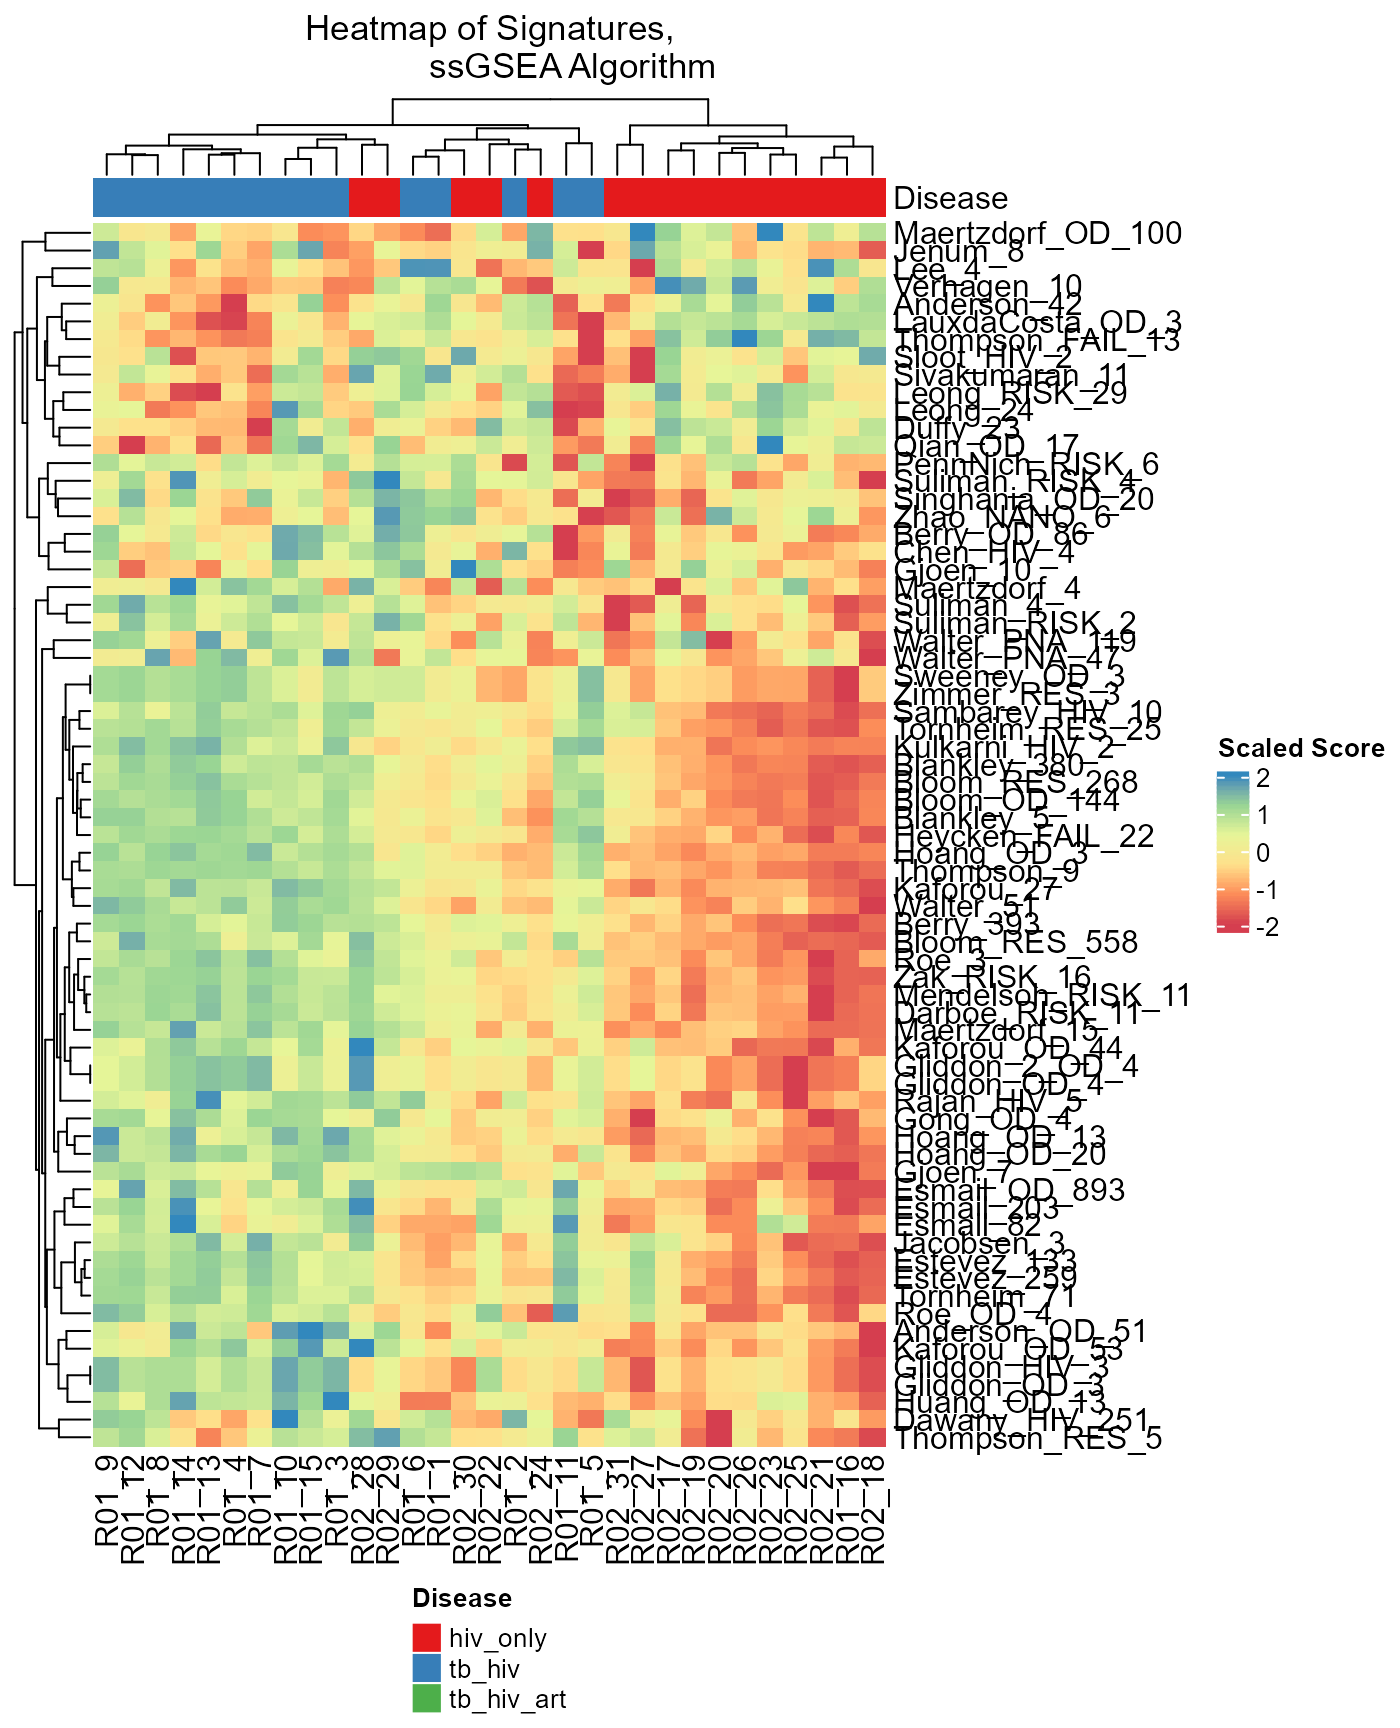 Heatmap of Signatures,
ssGSEA Algorithm
Disease
Maertzdorf_OD_100
Jenum_8
Lee_4
Verhagen_10
Anderson_42
LauxdaCosta_OD_3
Thompson_FAIL_13
Sloot_HIV_2
Sivakumaran_11
Leong_RISK_29
Leong_24
Duffy_23
Qian_OD_17
PennNich_RISK_6
Suliman_RISK_4
Singhania_OD_20
Zhao_NANO_6
Berry_OD_86
Chen_HIV_4
Gjoen_10
Maertzdorf_4
Suliman_4
Suliman_RISK_2
Walter_PNA_119
Walter_PNA_47
Sweeney_OD_3
Zimmer_RES_3
Sambarey_HIV_10
Tornheim_RES_25
Kulkarni_HIV_2
Blankley_380
Bloom_RES_268
Bloom_OD_144
Blankley_5
Heycken_FAIL_22
Hoang_OD_3
Thompson_9
Kaforou_27
Walter_51
Berry_393
Bloom_RES_558
Roe_3
Zak_RISK_16
Mendelson_RISK_11
Darboe_RISK_11
Maertzdorf_15
Kaforou_OD_44
Gliddon_2_OD_4
Gliddon_OD_4
Rajan_HIV_5
Gong_OD_4
Hoang_OD_13
Hoang_OD_20
Gjoen_7
Esmail_OD_893
Esmail_203
Esmail_82
Jacobsen_3
Estevez_133
Estevez_259
Tornheim_71
Roe_OD_4
Anderson_OD_51
Kaforou_OD_53
Gliddon_HIV_3
Gliddon_OD_3
Huang_OD_13
Dawany_HIV_251
Thompson_RES_5
Scaled Score
2
1
0
-1
-2
R01_9
R01_12
R01_8
R01_14
R01_13
R01_4
R01_7
R01_10
R01_15
R01_3
R02_28
R02_29
R01_6
R01_1
R02_30
R02_22
R01_2
R02_24
R01_11
R01_5
R02_31
R02_27
R02_17
R02_19
R02_20
R02_26
R02_23
R02_25
R02_21
R01_16
R02_18
Disease
hiv_only
tb_hiv
tb_hiv_art